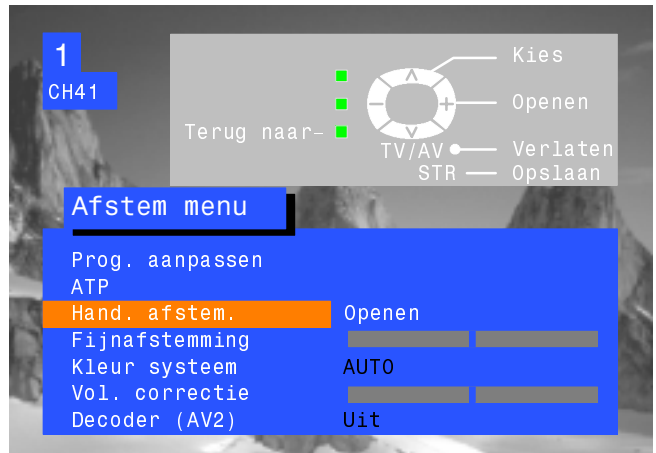 1
CH41
Kies
Openen
Terug naar
TV/AV Verlaten
STR Opslaan
Afstem menu
Prog. aanpassen
ATP
Hand. afstem. Openen
Fijnafstemming
Kleur systeem AUTO
Vol. correctie
Decoder (AV2) Uit